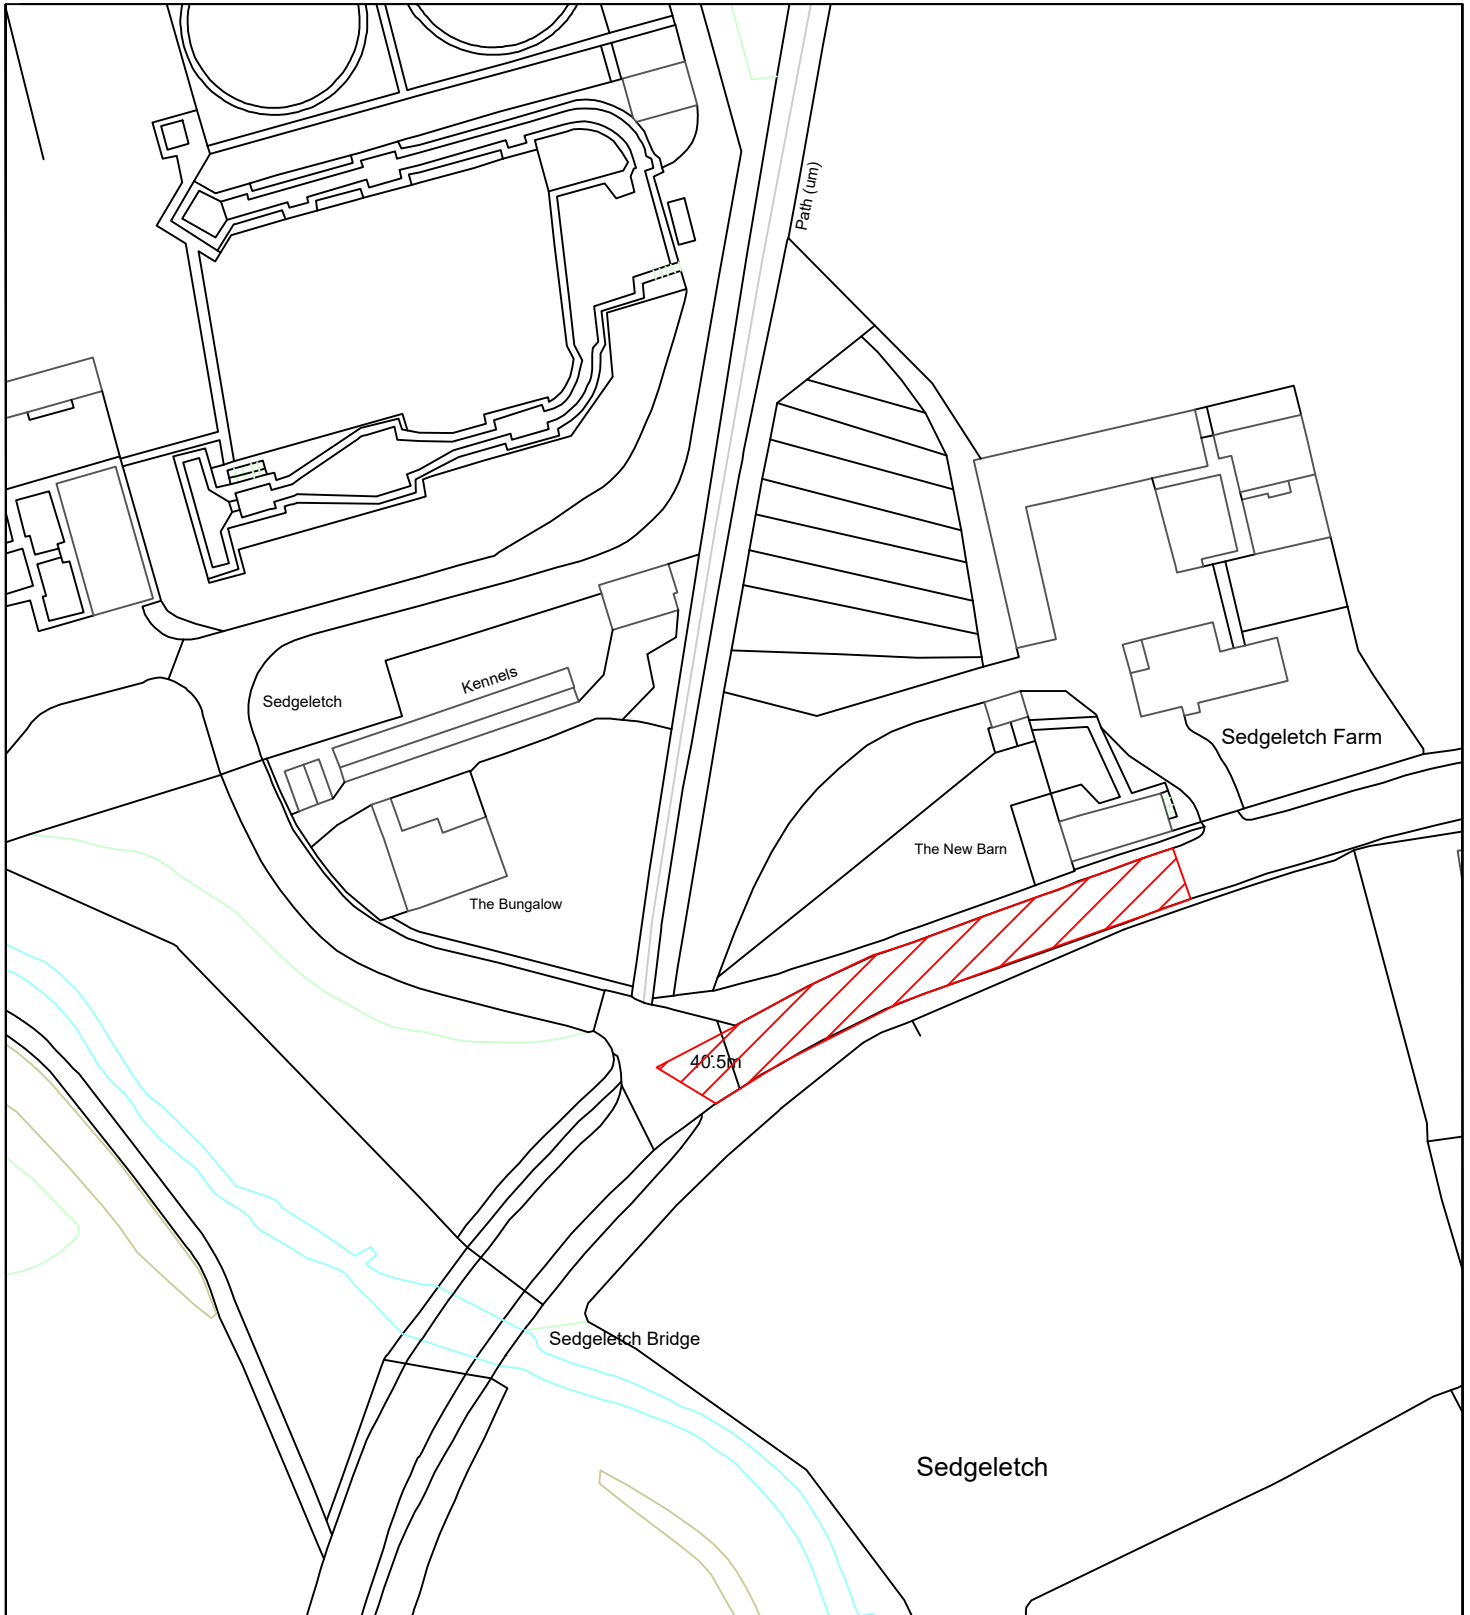 Path (um)
Kennels
Sedgeletch
Sedgeletch Farm
The New Barn
The Bungalow
40.5m
Sedgeletch Bridge
Sedgeletch